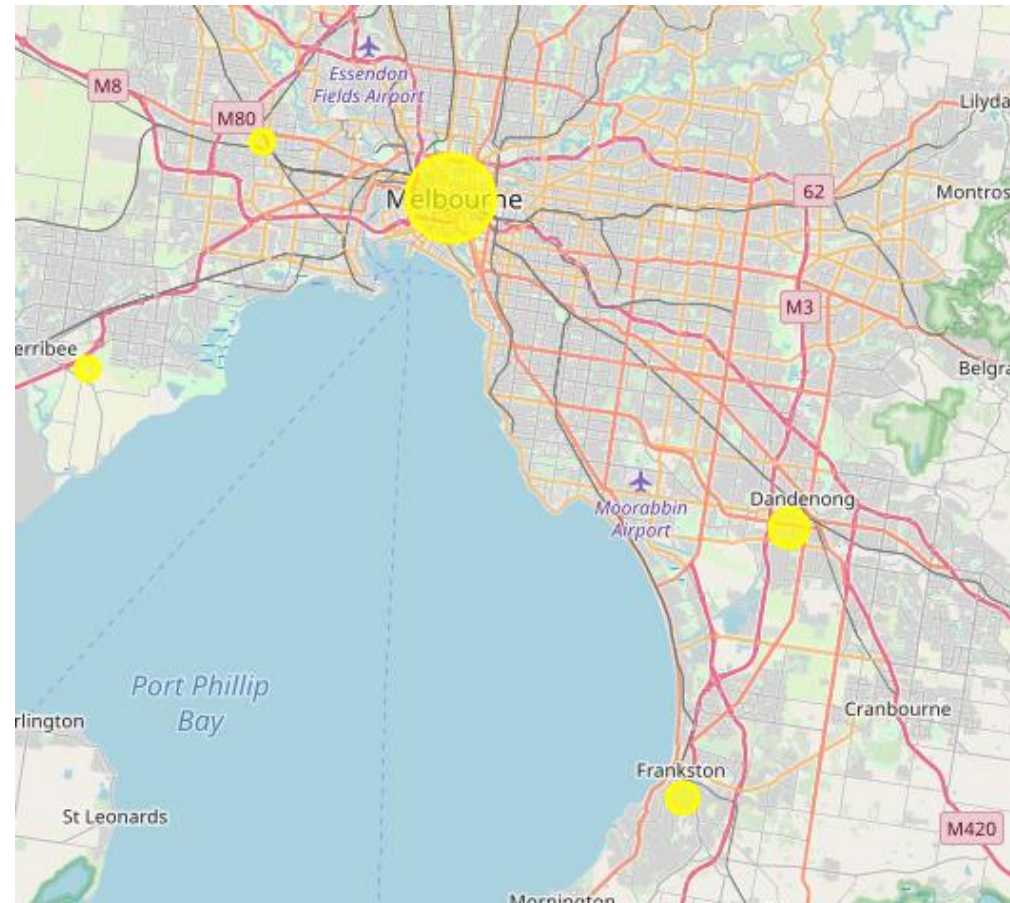 M8
Essendon
Fields Airport
M80
Lilyda
Melbourne
62
Montros
M3
erribee
Belgra
Dandenong
Moorabbin
Airport
Port Phillip
Bay
rlington
Cranbourne
Frankston
St Leonards
M420
Mornington